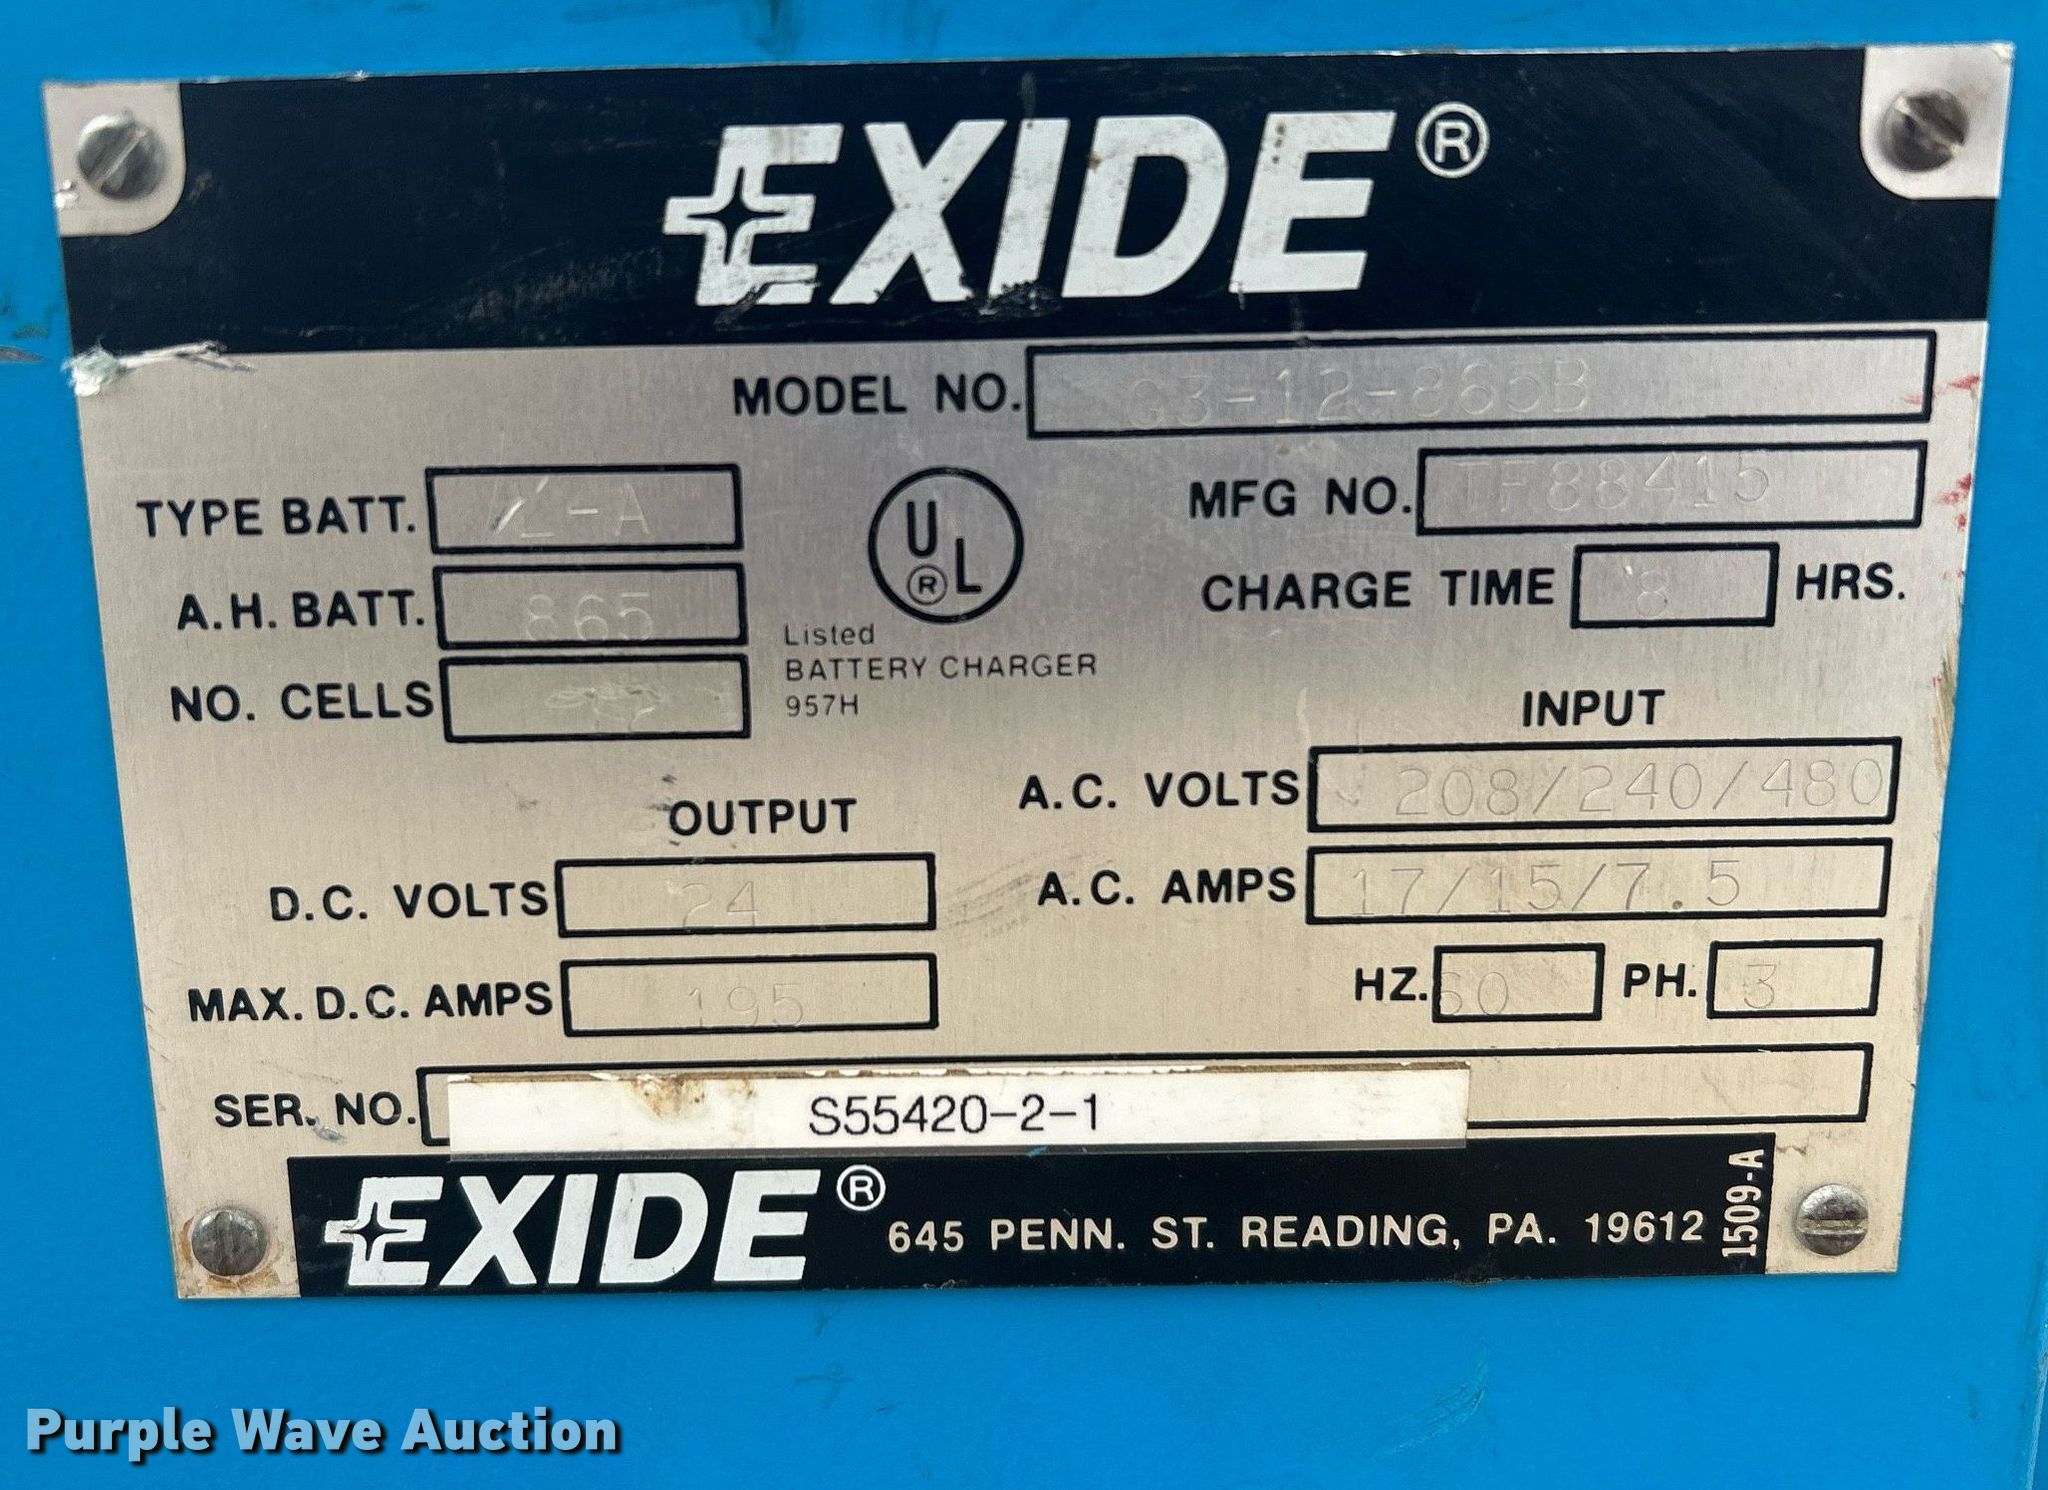 EXIDE®
MODEL NO. G3-12-865B
TYPE BATT. L-A
UL®
MFG NO. TF88415
A.H. BATT. 865
CHARGE TIME 8 HRS.
Listed
BATTERY CHARGER
957H
NO. CELLS
INPUT
A.C. VOLTS 208/240/480
OUTPUT
A.C. AMPS 17/15/7.5
D.C. VOLTS 24
HZ. 60 PH. 3
MAX. D.C. AMPS 195
SER. NO. S55420-2-1
EXIDE® 645 PENN. ST. READING, PA. 19612
1509-A
Purple Wave Auction